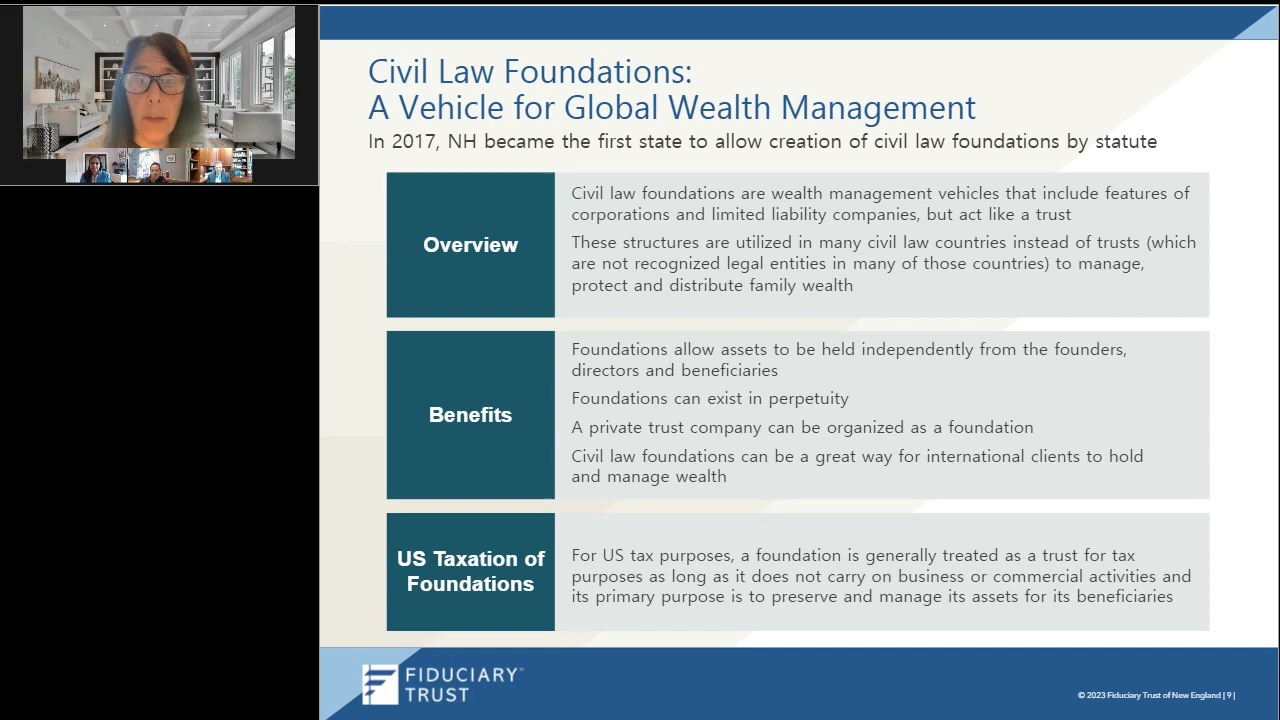 Civil Law Foundations:
A Vehicle for Global Wealth Management
In 2017, NH became the first state to allow creation of civil law foundations by statute
Overview
Civil law foundations are wealth management vehicles that include features of
corporations and limited liability companies, but act like a trust
These structures are utilized in many civil law countries instead of trusts (which
are not recognized legal entities in many of those countries) to manage,
protect and distribute family wealth
Benefits
Foundations allow assets to be held independently from the founders,
directors and beneficiaries
Foundations can exist in perpetuity
A private trust company can be organized as a foundation
Civil law foundations can be a great way for international clients to hold
and manage wealth
US Taxation of
Foundations
For US tax purposes, a foundation is generally treated as a trust for tax
purposes as long as it does not carry on business or commercial activities and
its primary purpose is to preserve and manage its assets for its beneficiaries
FIDUCIARY™
TRUST
© 2023 Fiduciary Trust of New England | 9 |